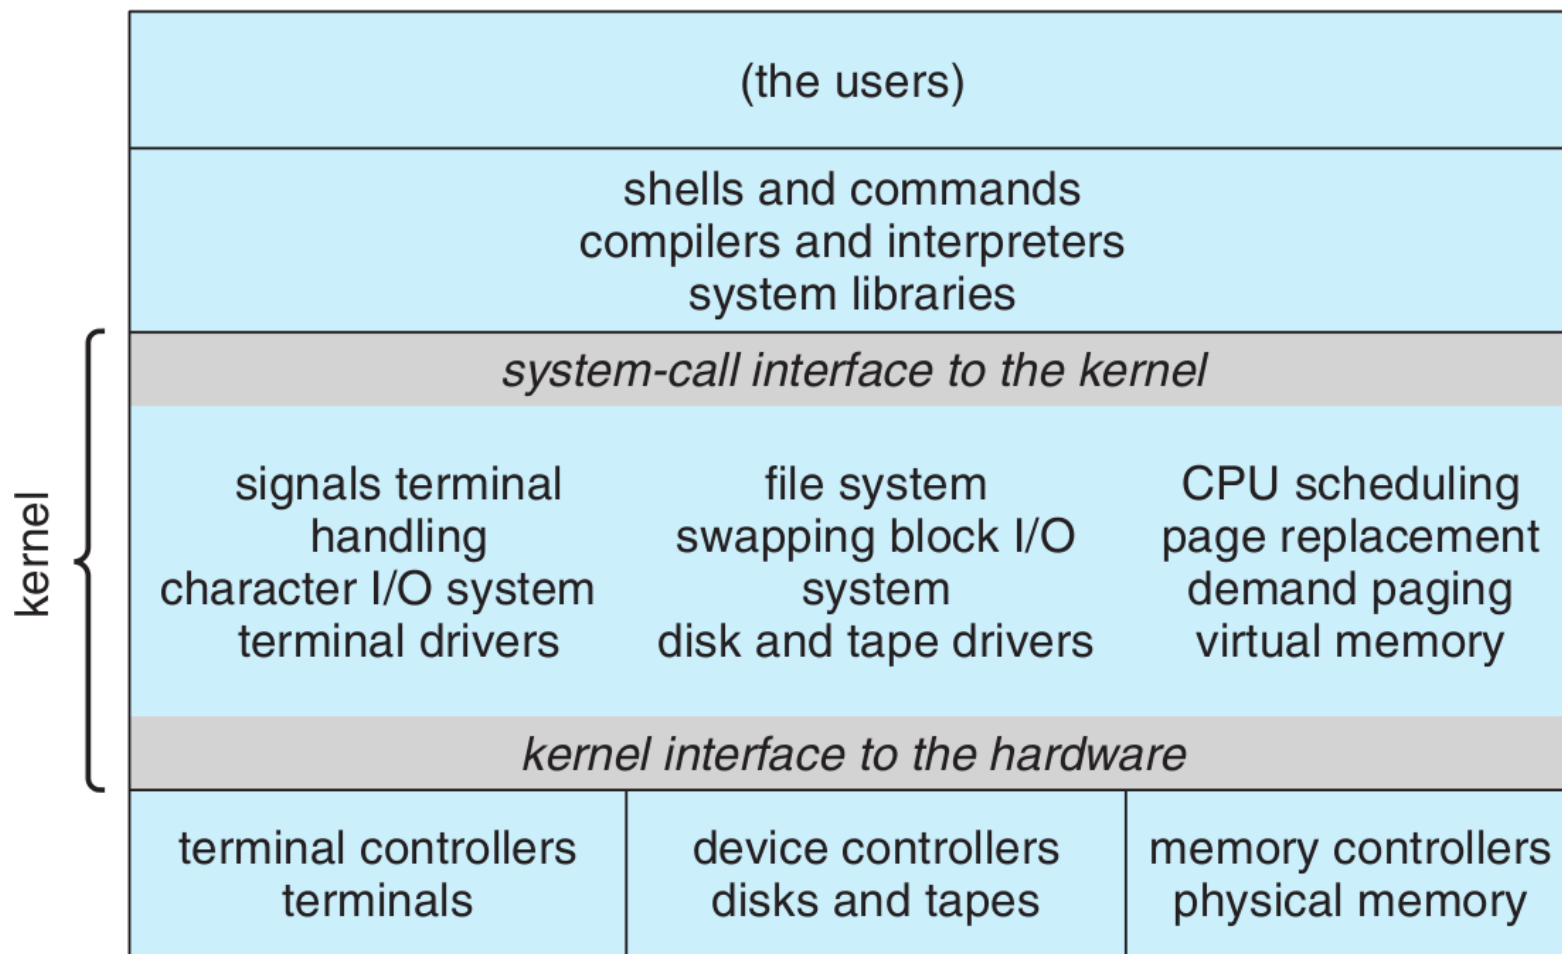 (the users)
shells and commands
compilers and interpreters
system libraries
system-call interface to the kernel
kernel
signals terminal
handling
character I/O system
terminal drivers
file system
swapping block I/O
system
disk and tape drivers
CPU scheduling
page replacement
demand paging
virtual memory
kernel interface to the hardware
terminal controllers
terminals
device controllers
disks and tapes
memory controllers
physical memory